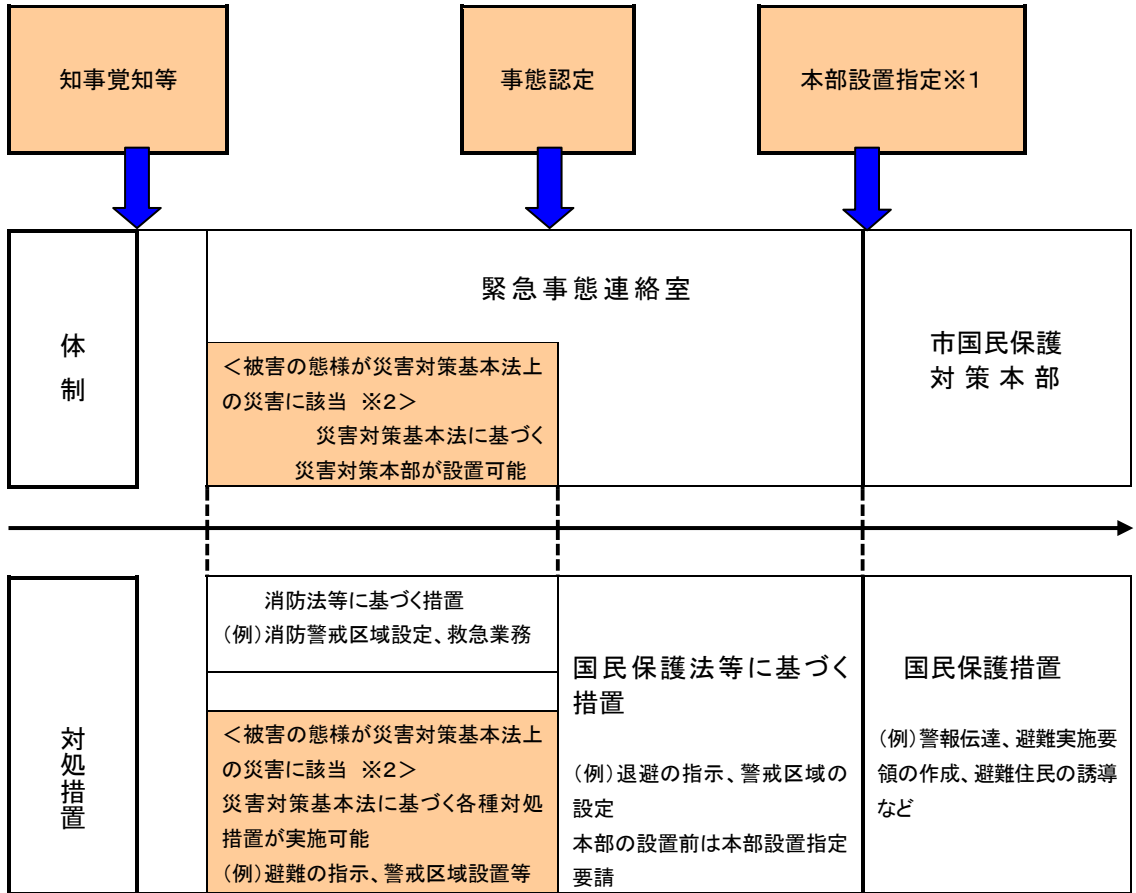 知事覚知等
事態認定
本部設置指定※1
体
制
緊急事態連絡室
<被害の態様が災害対策基本法上
の災害に該当 ※2>
災害対策基本法に基づく
災害対策本部が設置可能
市国民保護
対策本部
対処措置
消防法等に基づく措置
(例)消防警戒区域設定、救急業務
<被害の態様が災害対策基本法上
の災害に該当 ※2>
災害対策基本法に基づく各種対処
措置が実施可能
(例)避難の指示、警戒区域設置等
国民保護法等に基づく
措置
(例)退避の指示、警戒区域の
設定
本部の設置前は本部設置指定
要請
国民保護措置
(例)警報伝達、避難実施要
領の作成、避難住民の誘導
など